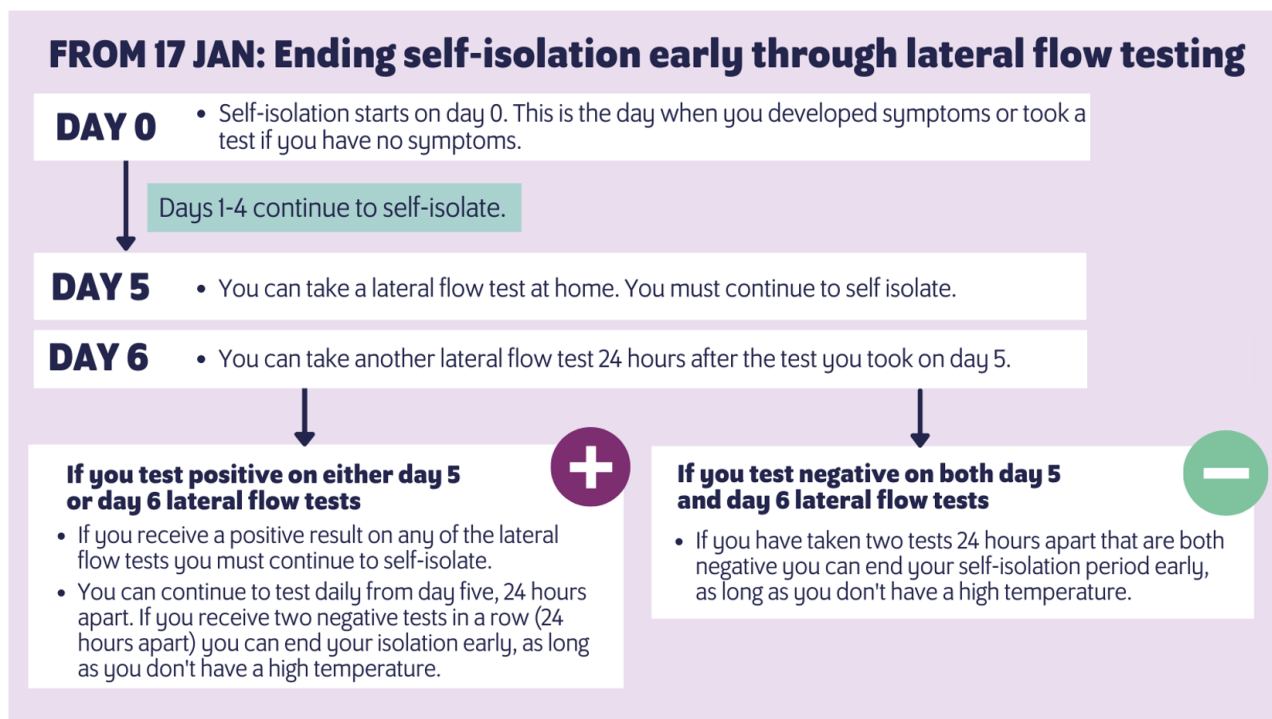 FROM 17 JAN: Ending self-isolation early through lateral flow testing
DAY 0
• Self-isolation starts on day 0. This is the day when you developed symptoms or took a
test if you have no symptoms.
Days 1-4 continue to self-isolate.
DAY 5
• You can take a lateral flow test at home. You must continue to self isolate.
DAY 6
• You can take another lateral flow test 24 hours after the test you took on day 5.
If you test positive on either day 5
or day 6 lateral flow tests
• If you receive a positive result on any of the lateral
flow tests you must continue to self-isolate.
• You can continue to test daily from day five, 24 hours
apart. If you receive two negative tests in a row (24
hours apart) you can end your isolation early, as long
as you don't have a high temperature.
If you test negative on both day 5
and day 6 lateral flow tests
• If you have taken two tests 24 hours apart that are both
negative you can end your self-isolation period early,
as long as you don't have a high temperature.